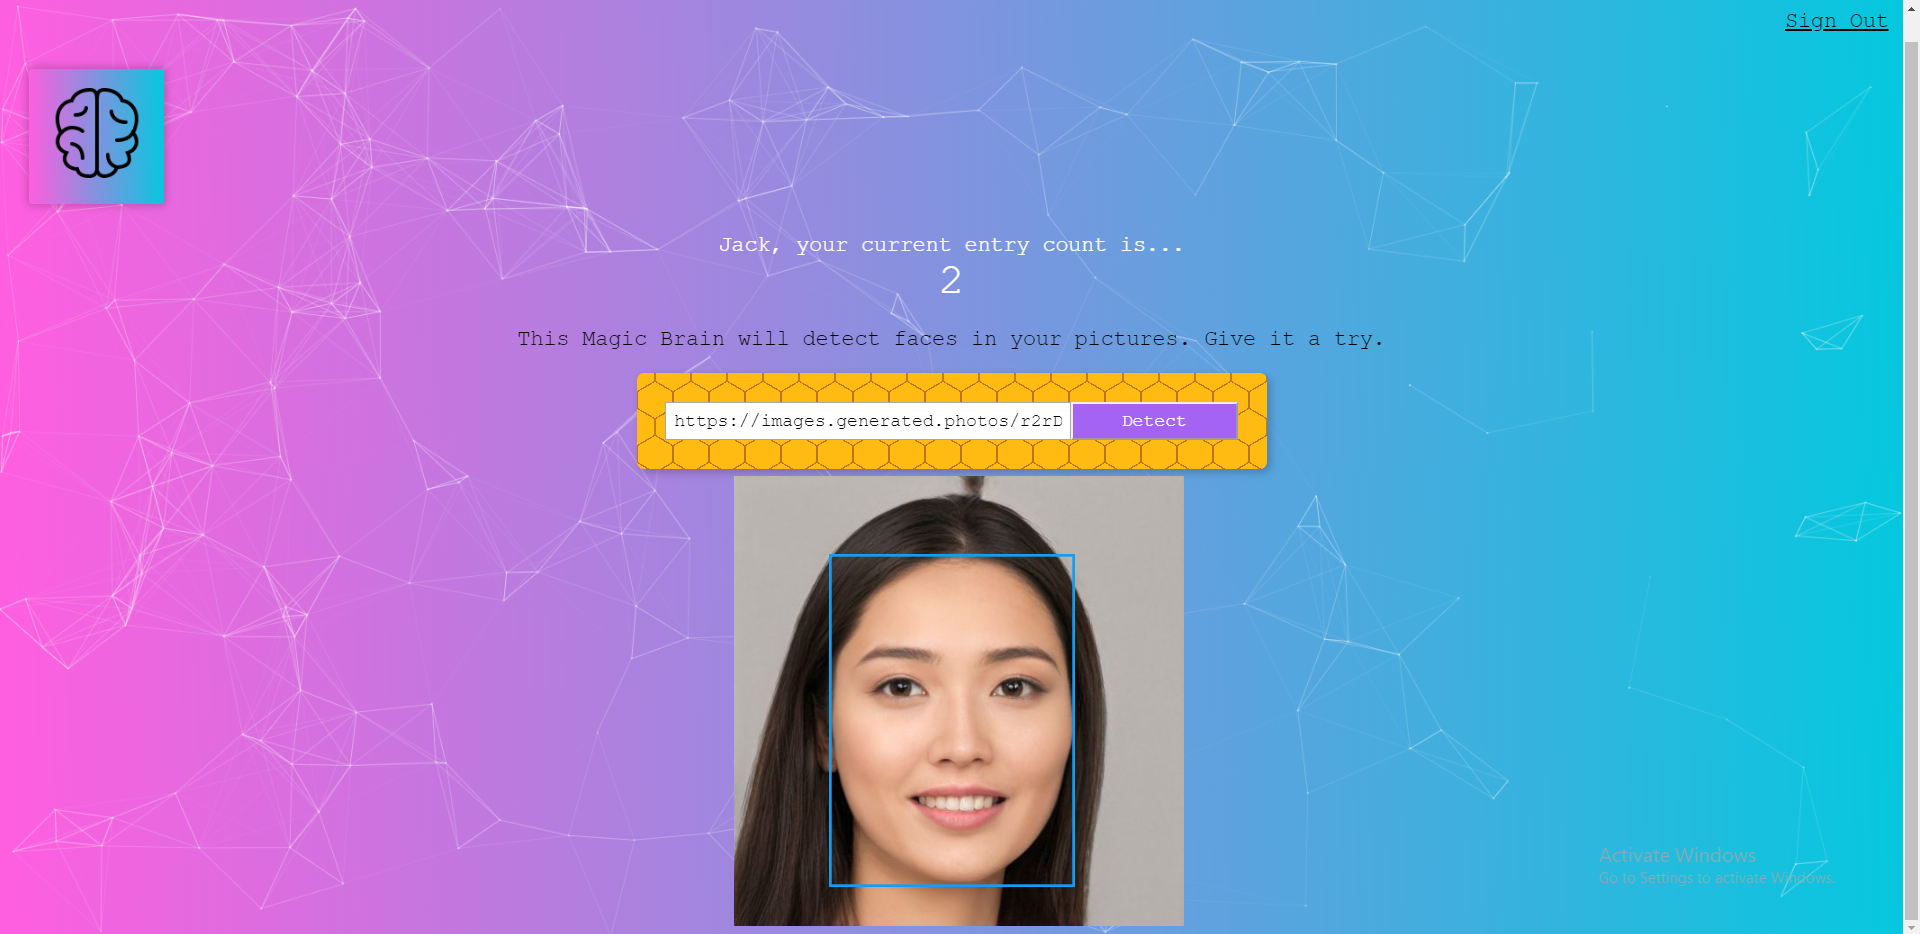 Sign Out
Jack, your current entry count is...
2
This Magic Brain will detect faces in your pictures. Give it a try.
https://images.generated.photos/r2rD
Detect
Activate Windows
Go to Settings to activate Windows.